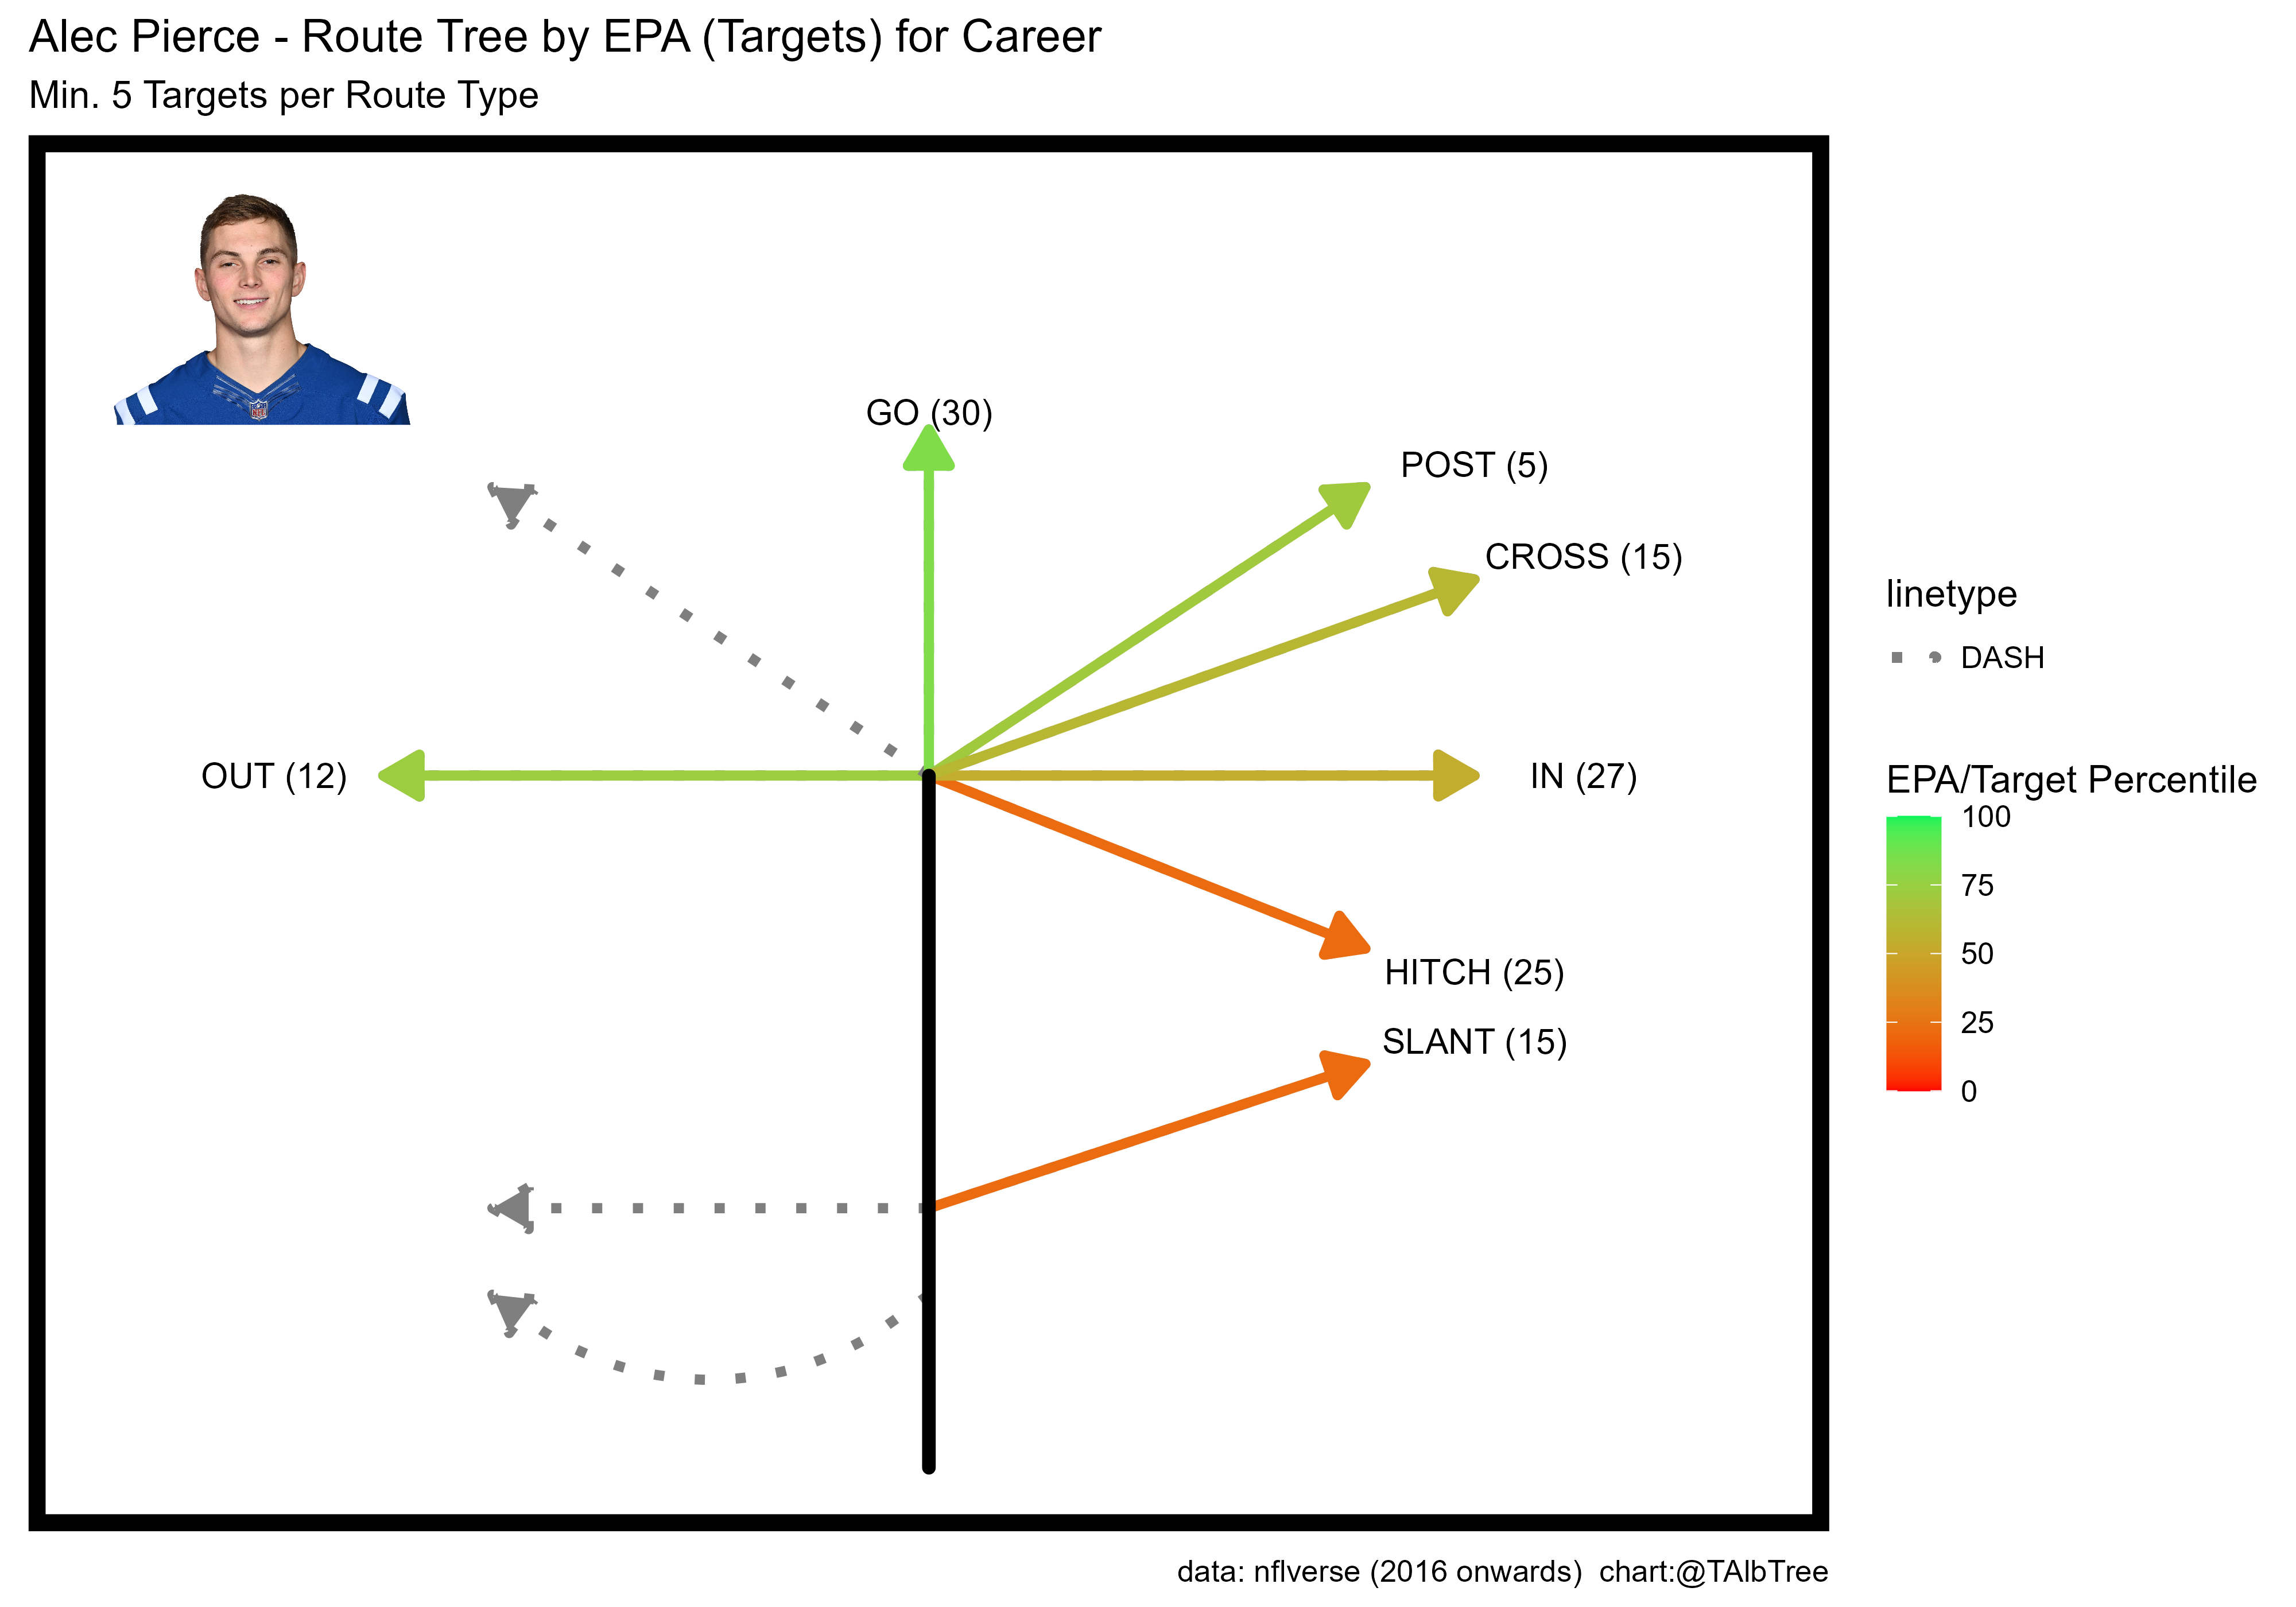 Alec Pierce - Route Tree by EPA (Targets) for Career
Min. 5 Targets per Route Type
GO (30)
POST (5)
CROSS (15)
OUT (12)
IN (27)
HITCH (25)
SLANT (15)
linetype
DASH
EPA/Target Percentile
100
75
50
25
0
data: nflverse (2016 onwards)  chart:@TAlbTree